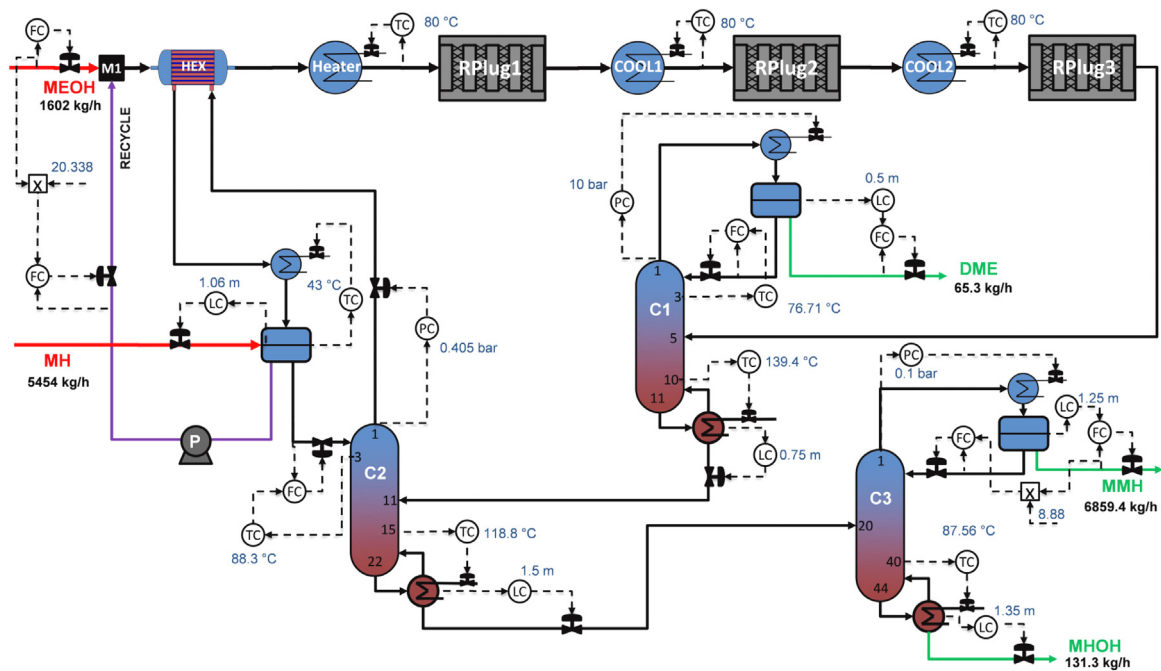 FC
TC
80 °C
TC
80 °C
TC
80 °C
M1
HEX
Heater
RPlug1
COOL1
RPlug2
COOL2
RPlug3
MEOH
1602 kg/h
RECYCLE
20.338
X
FC
10 bar
PC
0.5 m
LC
FC
FC
DME
65.3 kg/h
1
3
C1
5
10
11
TC
76.71 °C
1.06 m
LC
43 °C
TC
MH
5454 kg/h
PC
0.405 bar
P
TC
139.4 °C
LC
0.75 m
PC
0.1 bar
1.25 m
LC
FC
FC
X
8.88
MMH
6859.4 kg/h
1
3
C2
11
15
22
FC
TC
88.3 °C
TC
118.8 °C
1.5 m
LC
1
C3
20
40
44
87.56 °C
TC
1.35 m
LC
MHOH
131.3 kg/h